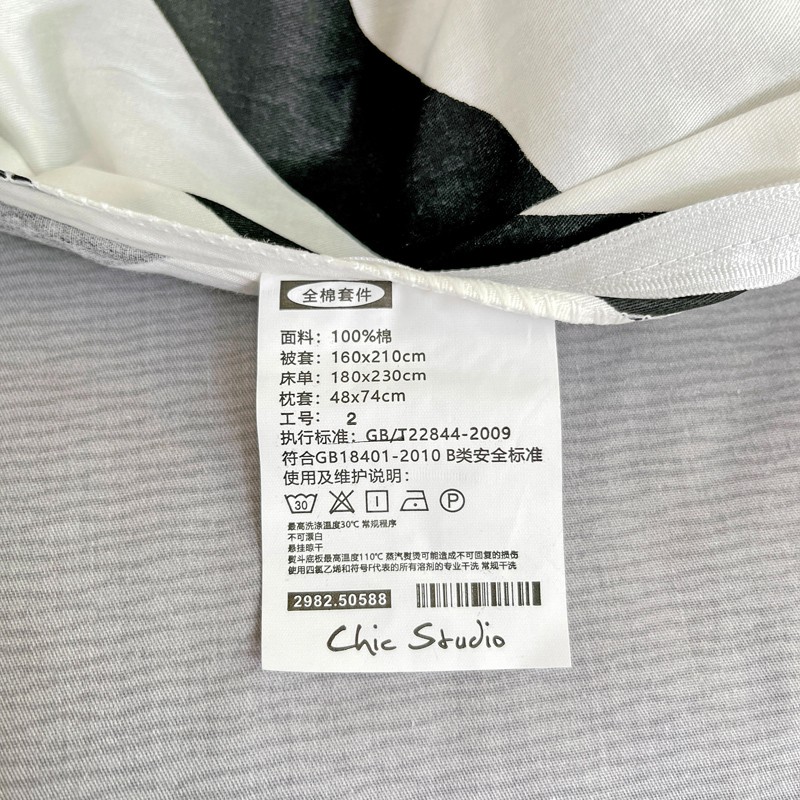 全棉套件
面料：100%棉
被套：160x210cm
床单：180x230cm
枕套：48x74cm
工号： 2
执行标准：GB/T22844-2009
符合GB18401-2010 B类安全标准
使用及维护说明：
30 P
最高洗涤温度30℃ 常规程序
不可漂白
悬挂晾干
熨斗底板最高温度110℃ 蒸汽熨烫可能造成不可回复的损伤
使用四氯乙烯和符号F代表的所有溶剂的专业干洗 常规干洗
2982.50588
Chic Studio